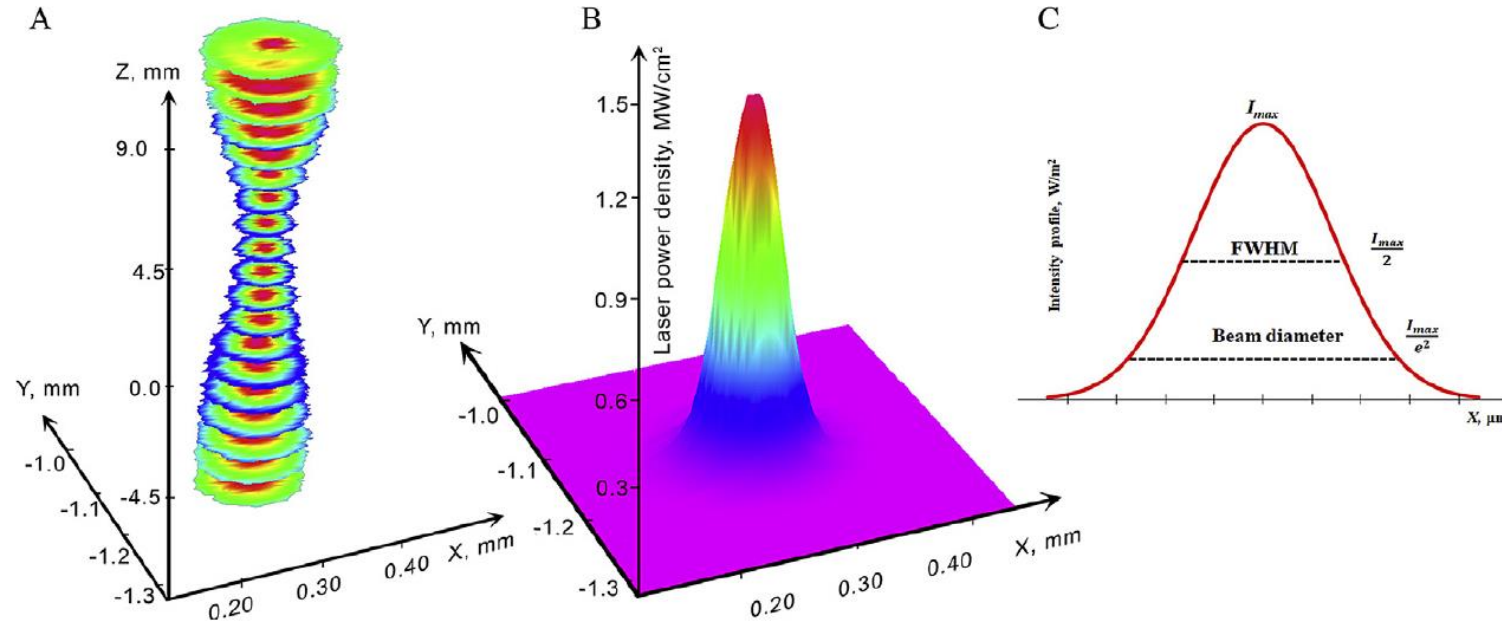 A
Z, mm
9.0
4.5
0.0
-4.5
Y, mm
-1.0
-1.1
-1.2
-1.3
0.20
0.30
0.40
X, mm
B
Laser power density, MW/cm²
1.5
1.2
0.9
0.6
0.3
Y, mm
-1.0
-1.1
-1.2
-1.3
0.20
0.30
0.40
X, mm
C
Intensity profile, W/m²
I_max
FWHM
I_max/2
Beam diameter
I_max/e²
X, μm